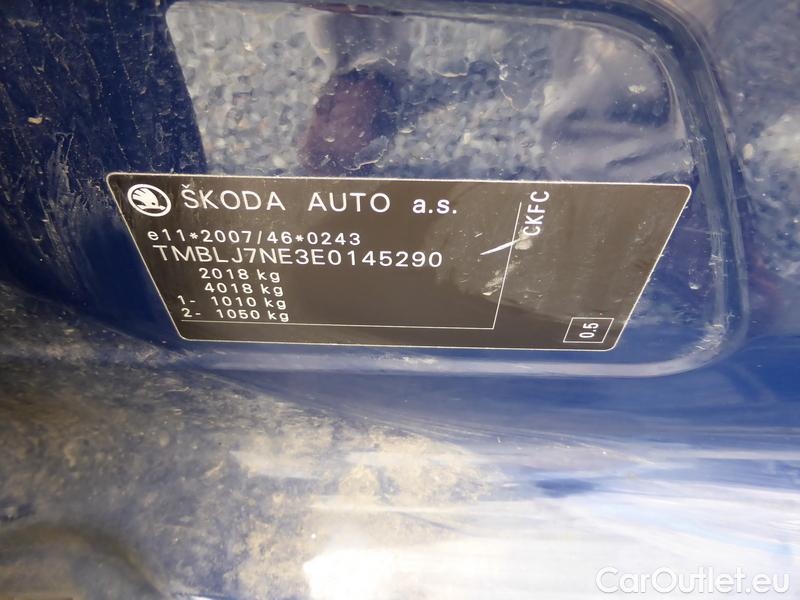 ŠKODA AUTO a.s.
e11*2007/46*0243
TMBLJ7NE3E0145290
2018 kg
4018 kg
1- 1010 kg
2- 1050 kg
CKFC
0.5
CarOutlet.eu